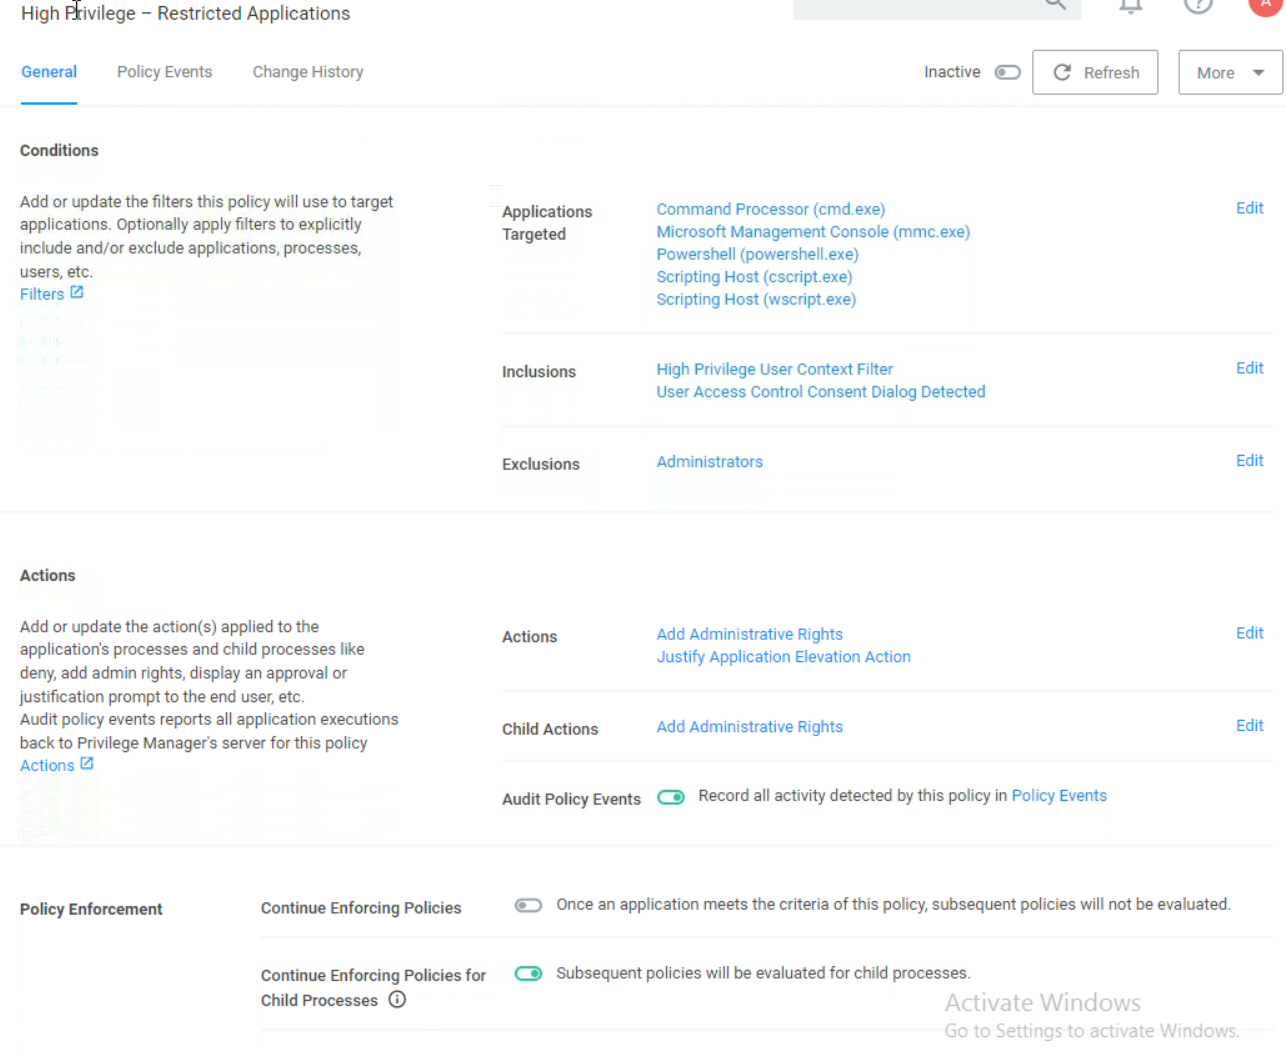 High Privilege – Restricted Applications
A
General
Policy Events
Change History
Inactive
Refresh
More
Conditions
Add or update the filters this policy will use to target
applications. Optionally apply filters to explicitly
include and/or exclude applications, processes,
users, etc.
Filters
Applications
Targeted
Command Processor (cmd.exe)
Microsoft Management Console (mmc.exe)
Powershell (powershell.exe)
Scripting Host (cscript.exe)
Scripting Host (wscript.exe)
Edit
Inclusions
High Privilege User Context Filter
User Access Control Consent Dialog Detected
Edit
Exclusions
Administrators
Edit
Actions
Add or update the action(s) applied to the
application's processes and child processes like
deny, add admin rights, display an approval or
justification prompt to the end user, etc.
Audit policy events reports all application executions
back to Privilege Manager's server for this policy
Actions
Actions
Add Administrative Rights
Justify Application Elevation Action
Edit
Child Actions
Add Administrative Rights
Edit
Audit Policy Events
Record all activity detected by this policy in Policy Events
Policy Enforcement
Continue Enforcing Policies
Once an application meets the criteria of this policy, subsequent policies will not be evaluated.
Continue Enforcing Policies for
Child Processes
Subsequent policies will be evaluated for child processes.
Activate Windows
Go to Settings to activate Windows.